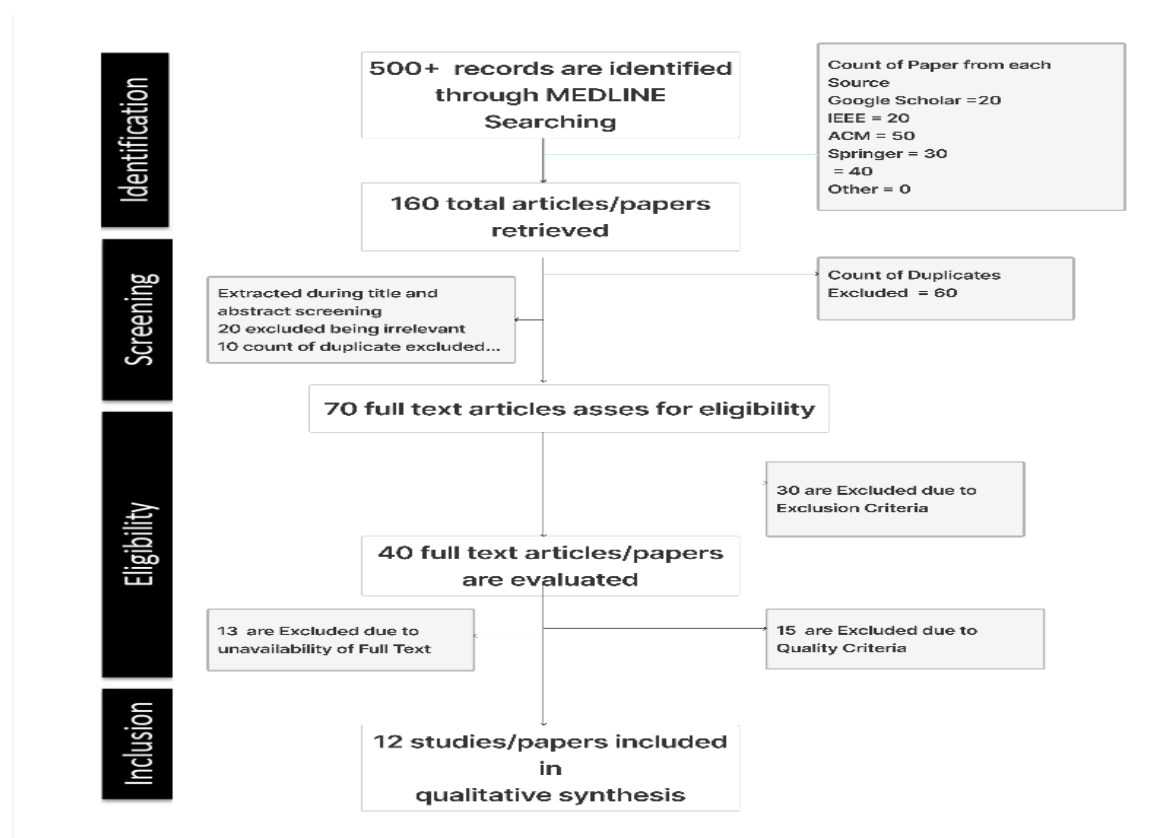 Identification
500+ records are identified
through MEDLINE
Searching
Count of Paper from each
Source
Google Scholar =20
IEEE = 20
ACM = 50
Springer = 30
= 40
Other = 0
160 total articles/papers
retrieved
Screening
Extracted during title and
abstract screening
20 excluded being irrelevant
10 count of duplicate excluded...
Count of Duplicates
Excluded = 60
70 full text articles asses for eligibility
Eligibility
30 are Excluded due to
Exclusion Criteria
40 full text articles/papers
are evaluated
13 are Excluded due to
unavailability of Full Text
15 are Excluded due to
Quality Criteria
Inclusion
12 studies/papers included
in
qualitative synthesis